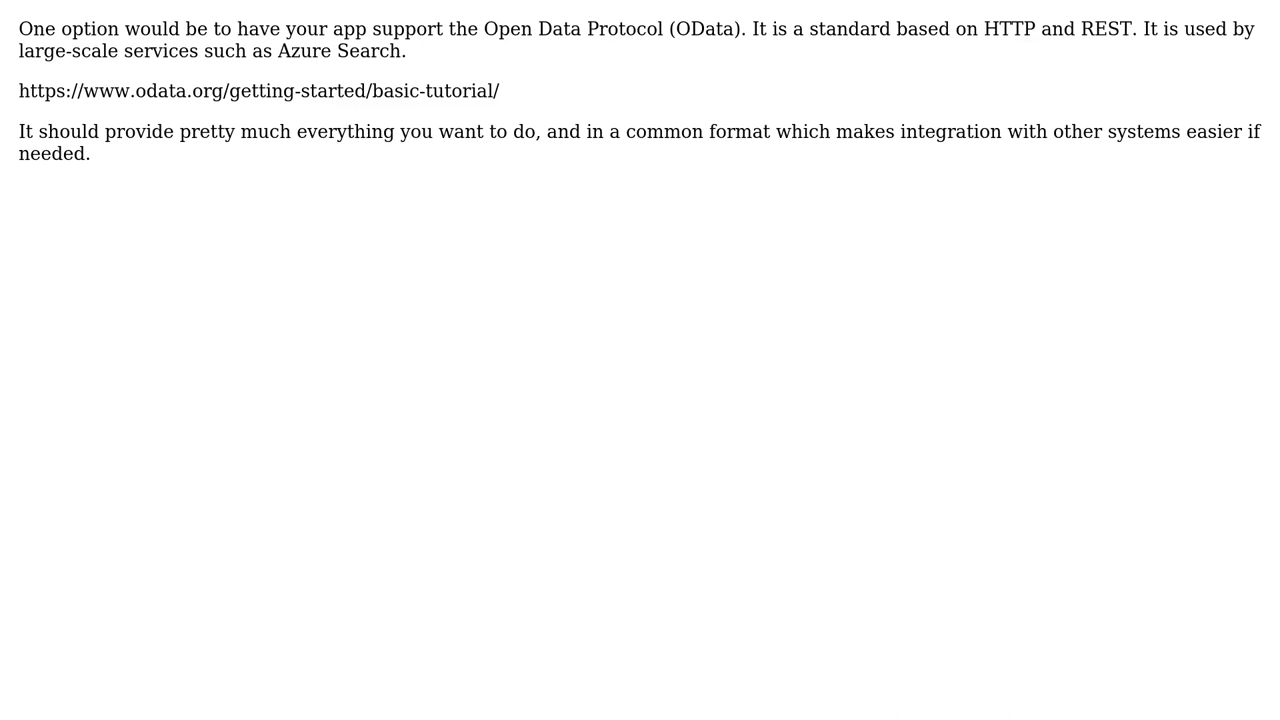 One option would be to have your app support the Open Data Protocol (OData). It is a standard based on HTTP and REST. It is used by
large-scale services such as Azure Search.
https://www.odata.org/getting-started/basic-tutorial/
It should provide pretty much everything you want to do, and in a common format which makes integration with other systems easier if
needed.